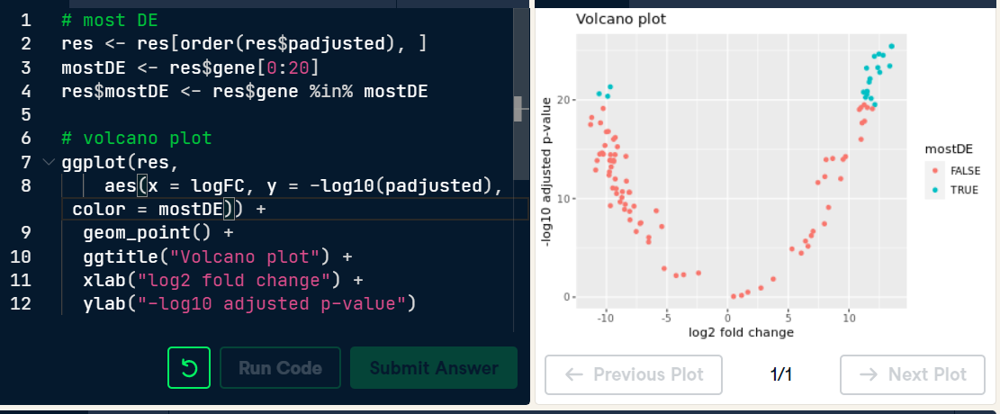 1 # most DE
2 res <- res[order(res$padjusted), ]
3 mostDE <- res$gene[0:20]
4 res$mostDE <- res$gene %in% mostDE
5
6 # volcano plot
7 ggplot(res,
8 aes(x = logFC, y = -log10(padjusted),
color = mostDE)) +
9 geom_point() +
10 ggtitle("Volcano plot") +
11 xlab("log2 fold change") +
12 ylab("-log10 adjusted p-value")
Run Code
Submit Answer
Volcano plot
-log10 adjusted p-value
20
10
0
-10 -5 0 5 10
log2 fold change
mostDE
FALSE
TRUE
← Previous Plot
1/1
→ Next Plot